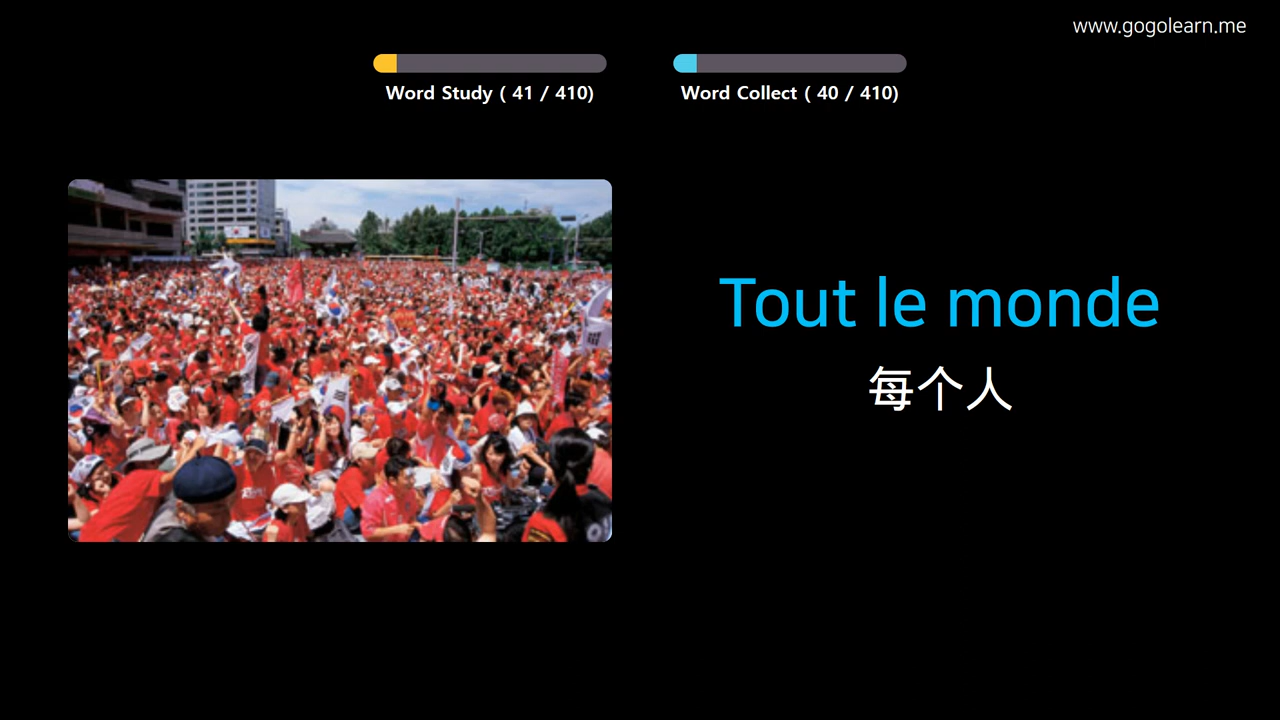 www.gogolearn.me
Word Study ( 41 / 410)
Word Collect ( 40 / 410)
Tout le monde
每个人